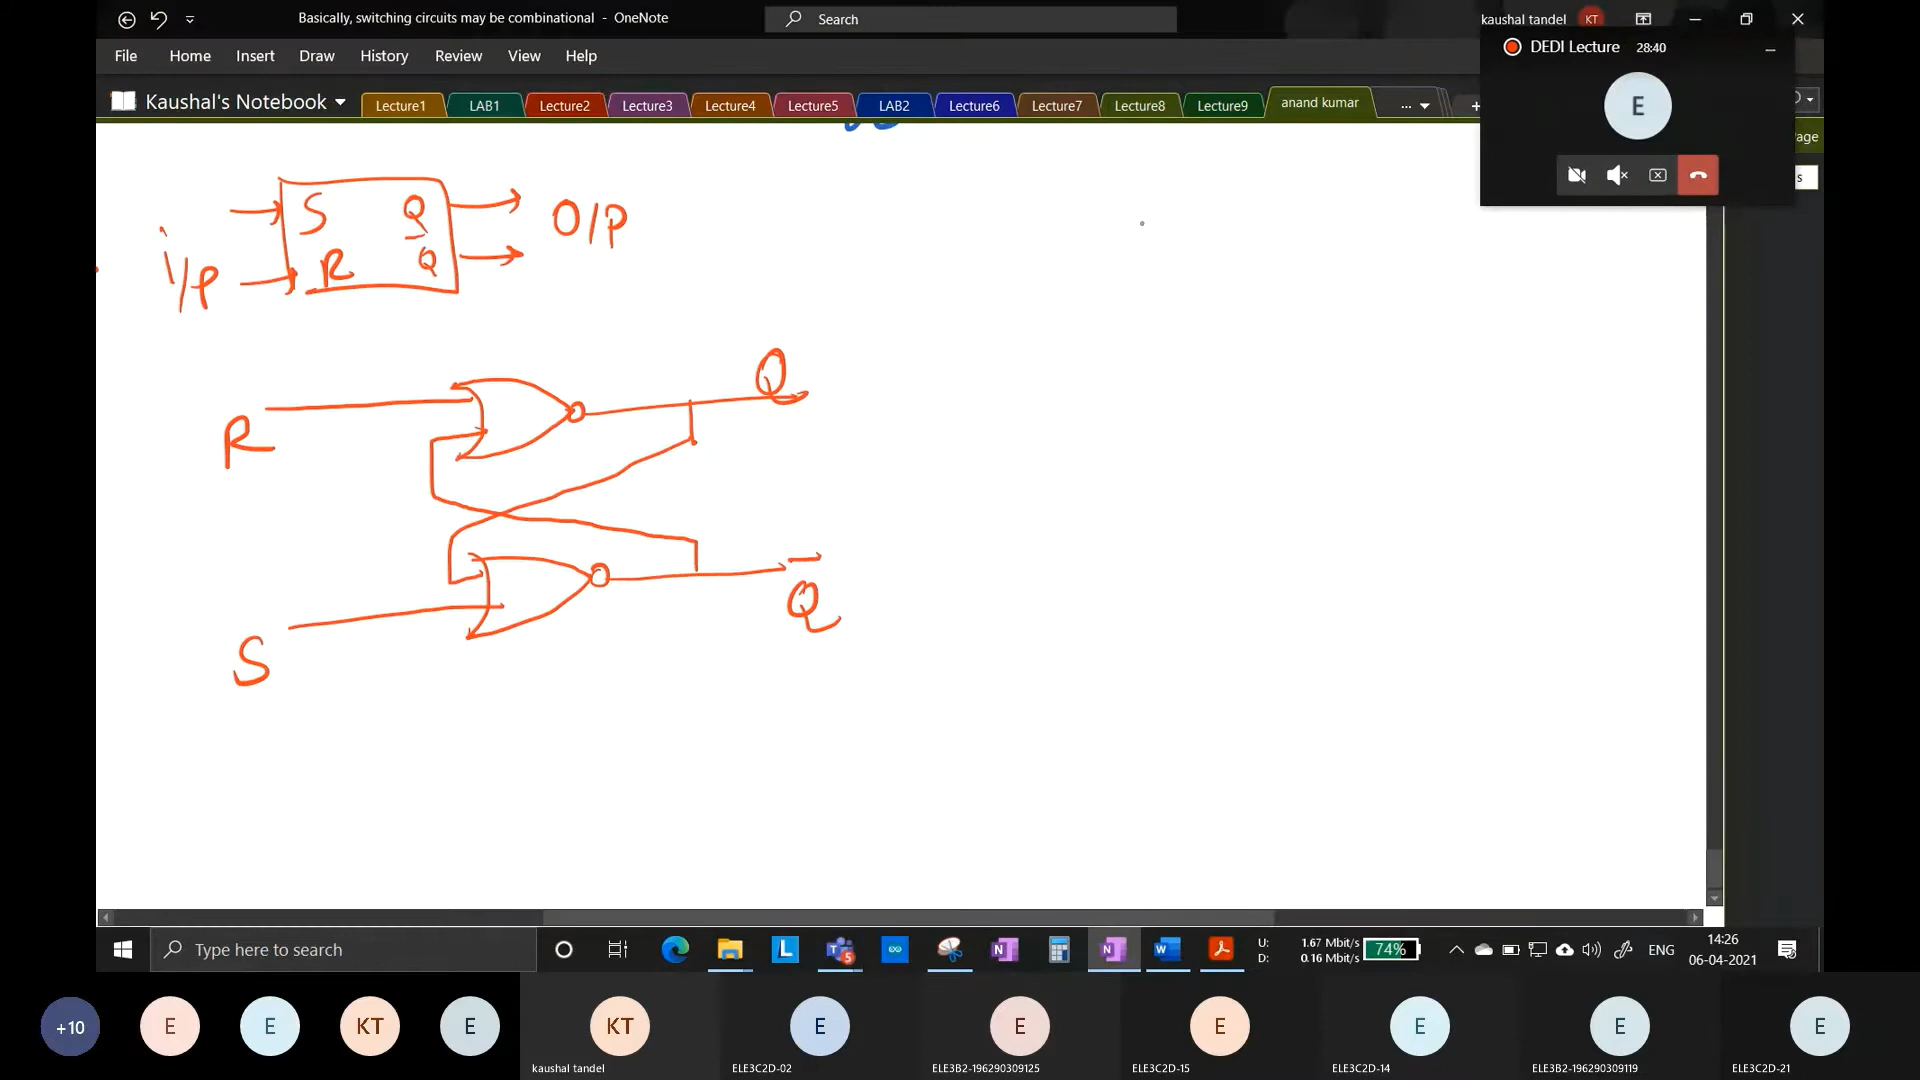 Basically, switching circuits may be combinational - OneNote
Search
kaushal tandel KT
DEDI Lecture 28:40
File Home Insert Draw History Review View Help
Kaushal's Notebook Lecture1 LAB1 Lecture2 Lecture3 Lecture4 Lecture5 LAB2 Lecture6 Lecture7 Lecture8 Lecture9 anand kumar ... +
E
age
s
S Q
O/P
i/P R Q̅
Q
R
Q̅
S
Type here to search
L
5
N
N
W
U: 1.67 Mbit/s
D: 0.16 Mbit/s
74%
ENG
14:26
06-04-2021
+10 E E KT E KT E E E E E E
kaushal tandel ELE3C2D-02 ELE3B2-196290309125 ELE3C2D-15 ELE3C2D-14 ELE3B2-196290309119 ELE3C2D-21